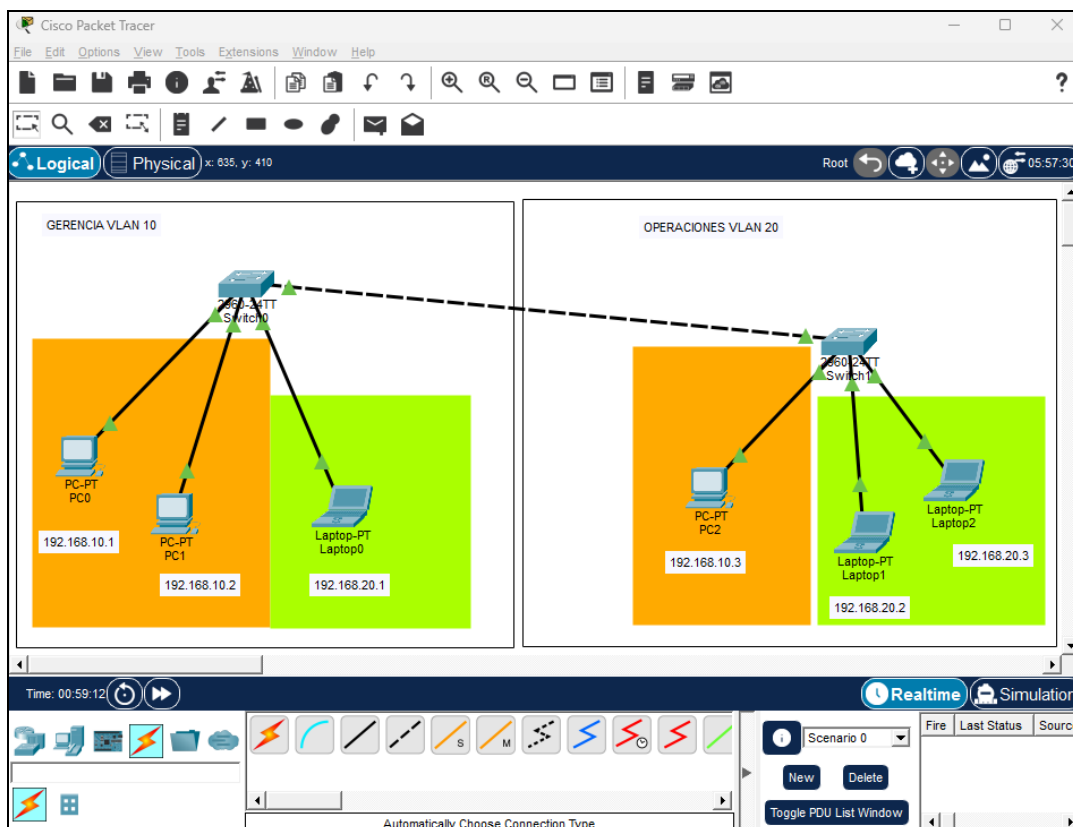 Cisco Packet Tracer
File Edit Options View Tools Extensions Window Help
Logical Physical x: 635, y: 410 Root 05:57:30
GERENCIA VLAN 10
OPERACIONES VLAN 20
2960-24TT
Switch0
2960-24TT
Switch1
PC-PT
PC0
192.168.10.1
PC-PT
PC1
192.168.10.2
Laptop-PT
Laptop0
192.168.20.1
PC-PT
PC2
192.168.10.3
Laptop-PT
Laptop1
192.168.20.2
Laptop-PT
Laptop2
192.168.20.3
Time: 00:59:12 Realtime Simulation
S M
Scenario 0
Fire Last Status Source
New Delete
Toggle PDU List Window
Automatically Choose Connection Type